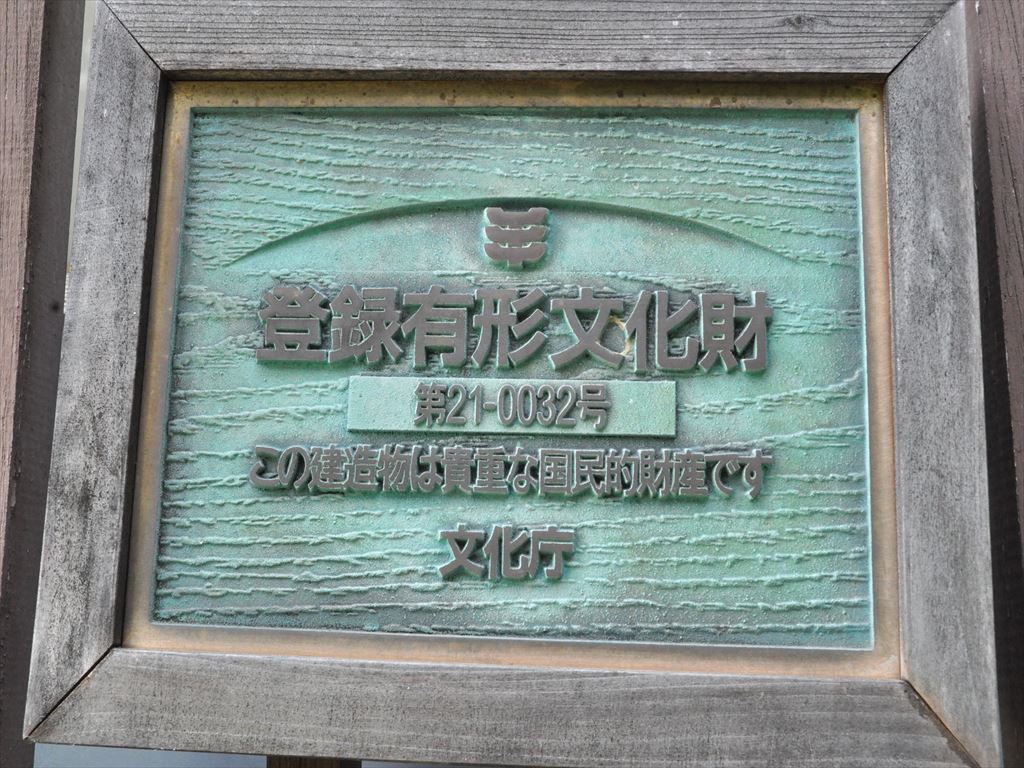 登録有形文化財
第21-0032号
この建造物は貴重な国民的財産です
文化庁